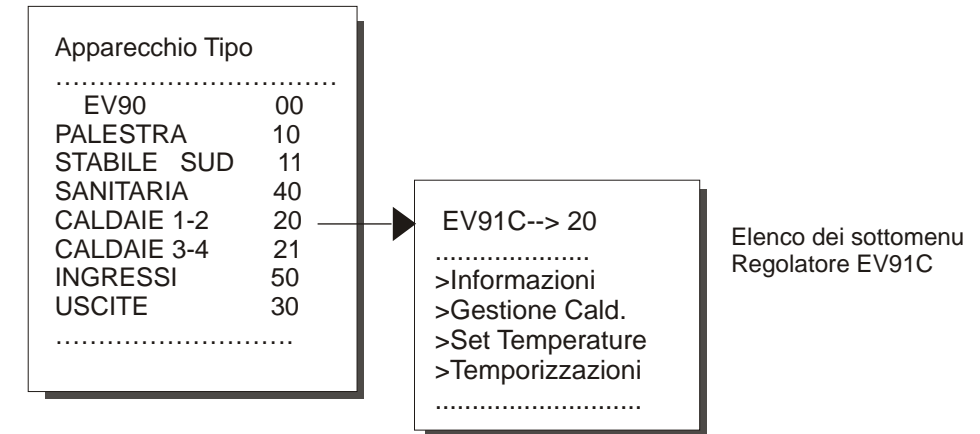 Apparecchio Tipo
................................
EV90 00
PALESTRA 10
STABILE SUD 11
SANITARIA 40
CALDAIE 1-2 20
CALDAIE 3-4 21
INGRESSI 50
USCITE 30
...........................
EV91C--> 20
.....................
>Informazioni
>Gestione Cald.
>Set Temperature
>Temporizzazioni
...........................
Elenco dei sottomenu
Regolatore EV91C